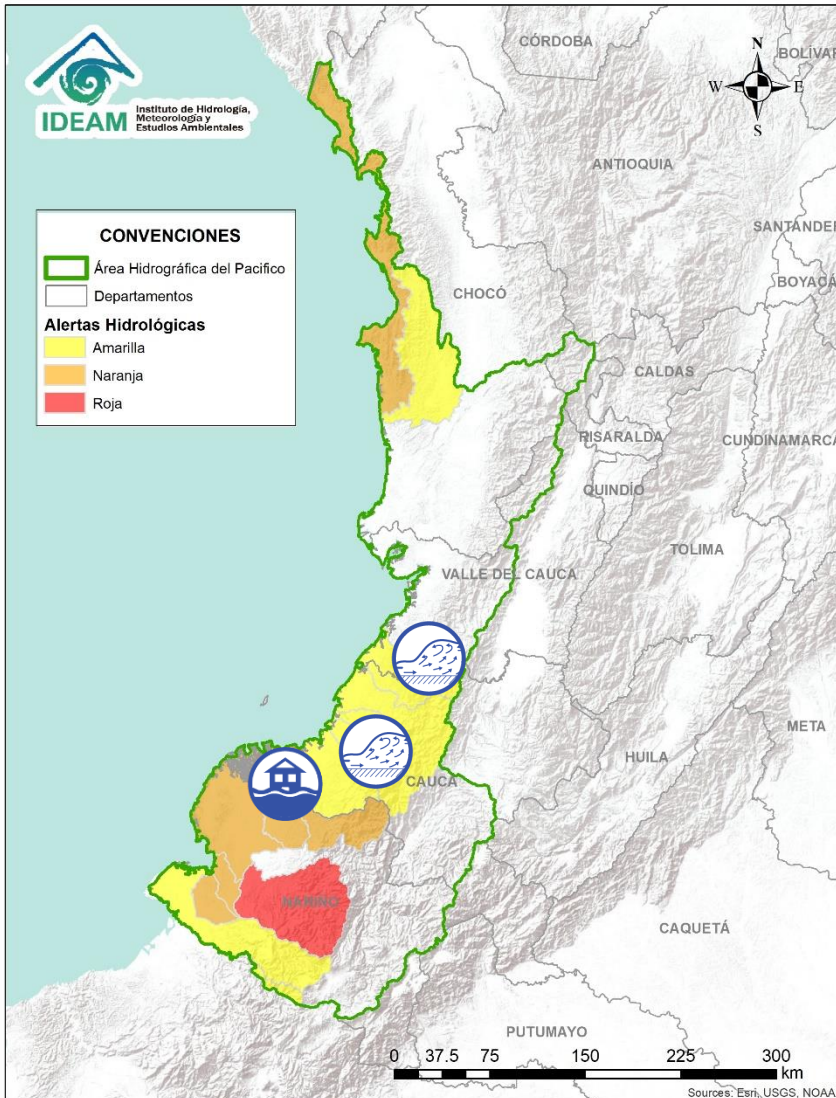 IDEAM
Instituto de Hidrología,
Meteorología y
Estudios Ambientales
CÓRDOBA
BOLÍVAR
N
W
E
S
ANTIOQUIA
CONVENCIONES
Área Hidrográfica del Pacifico
Departamentos
Alertas Hidrológicas
Amarilla
Naranja
Roja
SANTANDER
BOYACÁ
CHOCÓ
CALDAS
RISARALDA
CUNDINAMARCA
QUINDÍO
TOLIMA
VALLE DEL CAUCA
META
HUILA
CAUCA
NARIÑO
CAQUETÁ
PUTUMAYO
0 37.5 75 150 225 300
km
Sources: Esri, USGS, NOAA